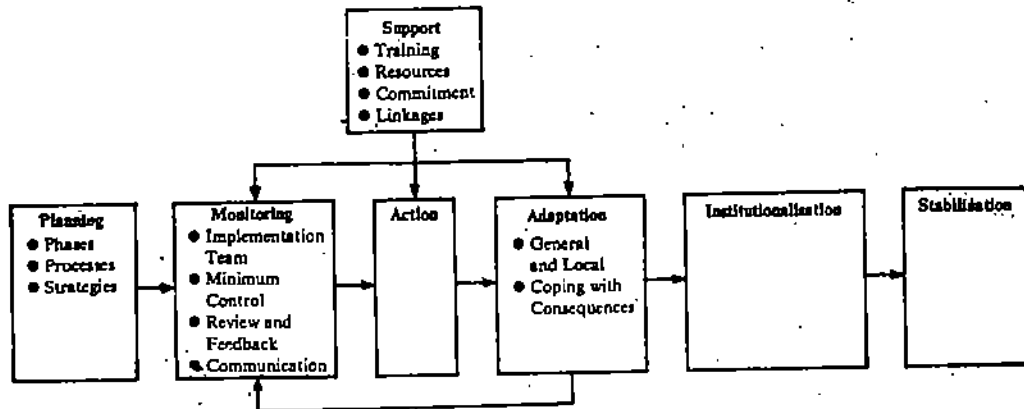 Support
● Training
● Resources
● Commitment
● Linkages
Planning
● Phases
● Processes
● Strategies
Monitoring
● Implementation
Team
● Minimum
Control
● Review and
Feedback
● Communication
Action
Adaptation
● General
and Local
● Coping with
Consequences
Institutionalisation
Stabilisation